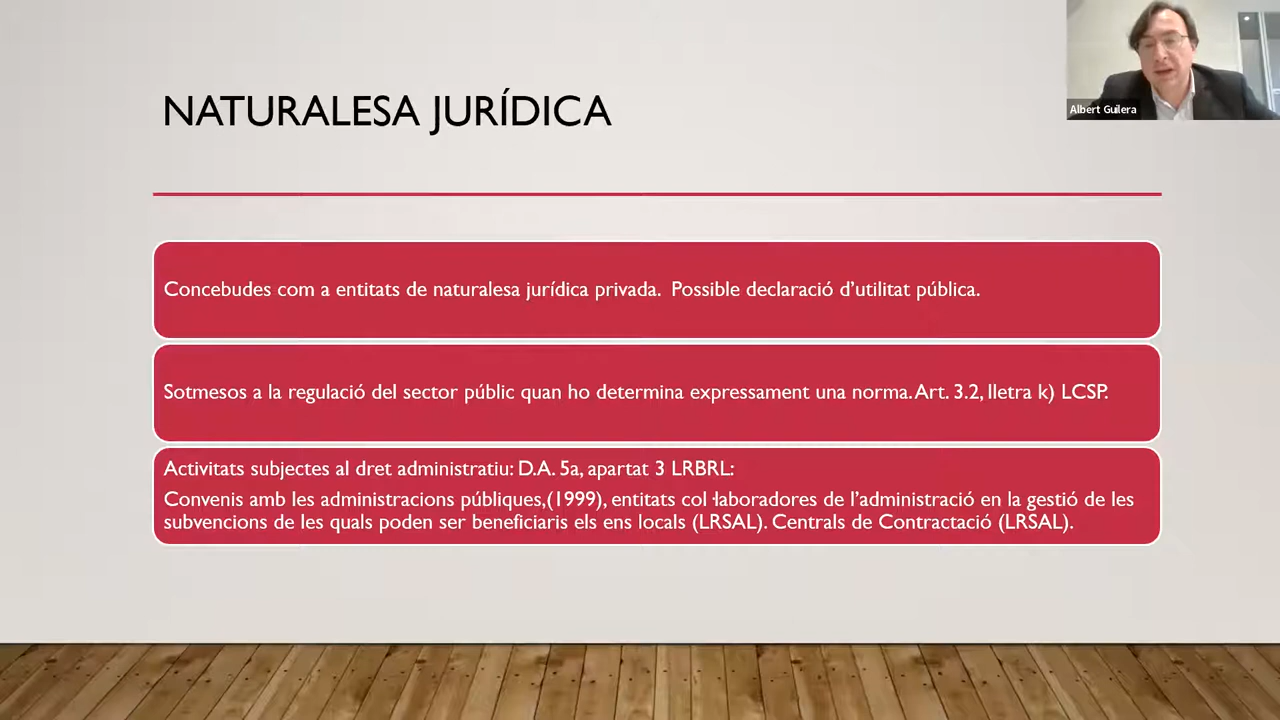 Albert Guilera
NATURALESA JURÍDICA
Concebudes com a entitats de naturalesa jurídica privada.  Possible declaració d’utilitat pública.
Sotmesos a la regulació del sector públic quan ho determina expressament una norma. Art. 3.2, lletra k) LCSP.
Activitats subjectes al dret administratiu: D.A. 5a, apartat 3 LRBRL:
Convenis amb les administracions públiques,(1999), entitats col·laboradores de l’administració en la gestió de les
subvencions de les quals poden ser beneficiaris els ens locals (LRSAL). Centrals de Contractació (LRSAL).